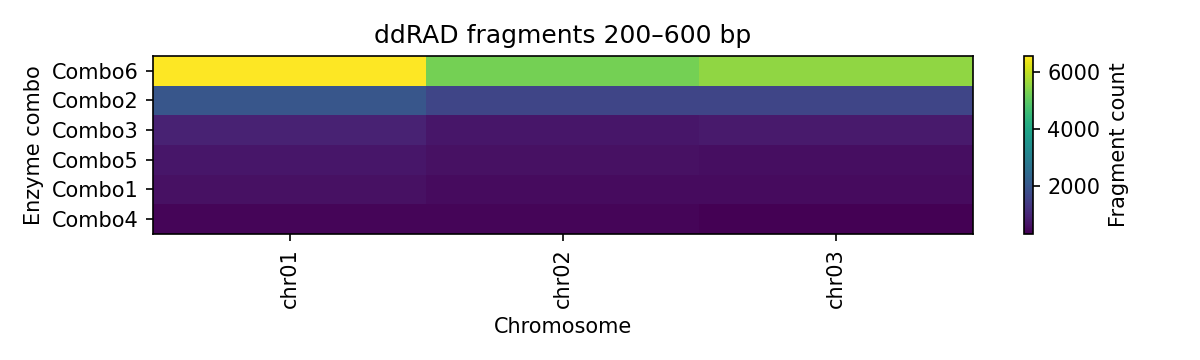 ddRAD fragments 200–600 bp
Enzyme combo
Combo6
Combo2
Combo3
Combo5
Combo1
Combo4
chr01
chr02
chr03
Chromosome
6000
4000
2000
Fragment count